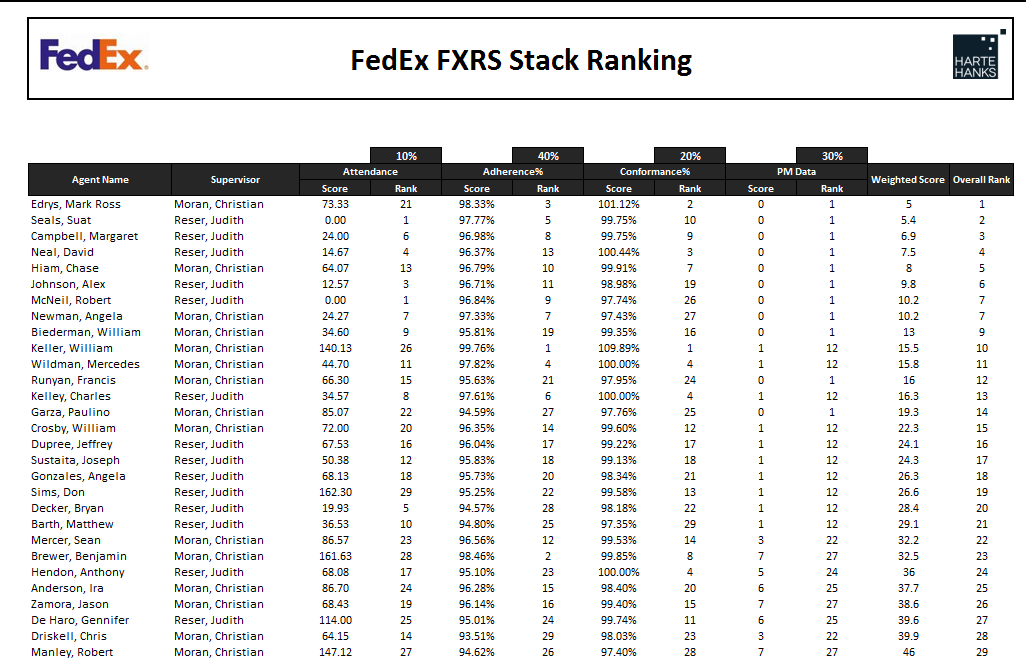 FedEx.
FedEx FXRS Stack Ranking
HARTE
HANKS
10% 40% 20% 30%
Agent Name Supervisor Attendance Adherence% Conformance% PM Data Weighted Score Overall Rank
Score Rank Score Rank Score Rank Score Rank
Edrys, Mark Ross Moran, Christian 73.33 21 98.33% 3 101.12% 2 0 1 5 1
Seals, Suat Reser, Judith 0.00 1 97.77% 5 99.75% 10 0 1 5.4 2
Campbell, Margaret Reser, Judith 24.00 6 96.98% 8 99.75% 9 0 1 6.9 3
Neal, David Reser, Judith 14.67 4 96.37% 13 100.44% 3 0 1 7.5 4
Hiam, Chase Moran, Christian 64.07 13 96.79% 10 99.91% 7 0 1 8 5
Johnson, Alex Reser, Judith 12.57 3 96.71% 11 98.98% 19 0 1 9.8 6
McNeil, Robert Reser, Judith 0.00 1 96.84% 9 97.74% 26 0 1 10.2 7
Newman, Angela Moran, Christian 24.27 7 97.33% 7 97.43% 27 0 1 10.2 7
Biederman, William Moran, Christian 34.60 9 95.81% 19 99.35% 16 0 1 13 9
Keller, William Moran, Christian 140.13 26 99.76% 1 109.89% 1 1 12 15.5 10
Wildman, Mercedes Moran, Christian 44.70 11 97.82% 4 100.00% 4 1 12 15.8 11
Runyan, Francis Moran, Christian 66.30 15 95.63% 21 97.95% 24 0 1 16 12
Kelley, Charles Reser, Judith 34.57 8 97.61% 6 100.00% 4 1 12 16.3 13
Garza, Paulino Moran, Christian 85.07 22 94.59% 27 97.76% 25 0 1 19.3 14
Crosby, William Moran, Christian 72.00 20 96.35% 14 99.60% 12 1 12 22.3 15
Dupree, Jeffrey Reser, Judith 67.53 16 96.04% 17 99.22% 17 1 12 24.1 16
Sustaita, Joseph Reser, Judith 50.38 12 95.83% 18 99.13% 18 1 12 24.3 17
Gonzales, Angela Reser, Judith 68.13 18 95.73% 20 98.34% 21 1 12 26.3 18
Sims, Don Reser, Judith 162.30 29 95.25% 22 99.58% 13 1 12 26.6 19
Decker, Bryan Reser, Judith 19.93 5 94.57% 28 98.18% 22 1 12 28.4 20
Barth, Matthew Reser, Judith 36.53 10 94.80% 25 97.35% 29 1 12 29.1 21
Mercer, Sean Moran, Christian 86.57 23 96.56% 12 99.53% 14 3 22 32.2 22
Brewer, Benjamin Moran, Christian 161.63 28 98.46% 2 99.85% 8 7 27 32.5 23
Hendon, Anthony Reser, Judith 68.08 17 95.10% 23 100.00% 4 5 24 36 24
Anderson, Ira Moran, Christian 86.70 24 96.28% 15 98.40% 20 6 25 37.7 25
Zamora, Jason Moran, Christian 68.43 19 96.14% 16 99.40% 15 7 27 38.6 26
De Haro, Gennifer Reser, Judith 114.00 25 95.01% 24 99.74% 11 6 25 39.6 27
Driskell, Chris Moran, Christian 64.15 14 93.51% 29 98.03% 23 3 22 39.9 28
Manley, Robert Moran, Christian 147.12 27 94.62% 26 97.40% 28 7 27 46 29